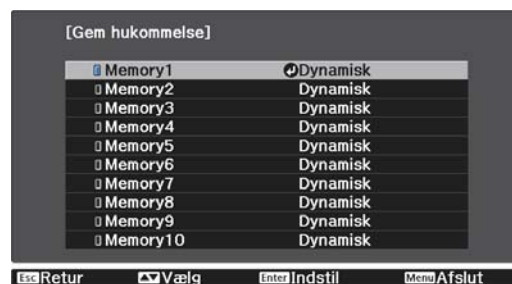 [Gem hukommelse]
Memory1 Dynamisk
Memory2 Dynamisk
Memory3 Dynamisk
Memory4 Dynamisk
Memory5 Dynamisk
Memory6 Dynamisk
Memory7 Dynamisk
Memory8 Dynamisk
Memory9 Dynamisk
Memory10 Dynamisk
Esc Retur Vælg Enter Indstil Menu Afslut